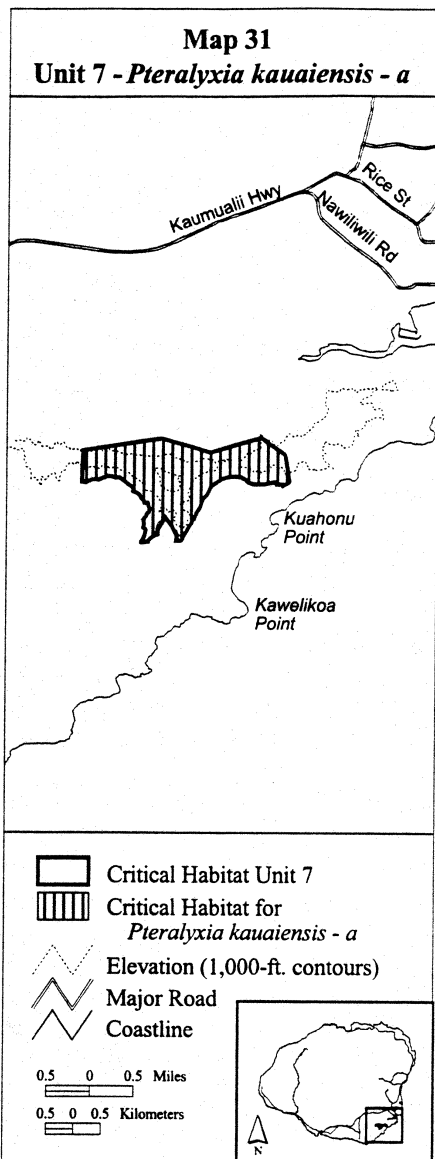 Map 31
Unit 7 - Pteralyxia kauaiensis - a
Rice St
Kaumualii Hwy
Nawiliwili Rd
Kuahonu
Point
Kawelikoa
Point
Critical Habitat Unit 7
Critical Habitat for
Pteralyxia kauaiensis - a
Elevation (1,000-ft. contours)
Major Road
Coastline
0.5 0 0.5 Miles
0.5 0 0.5 Kilometers
N